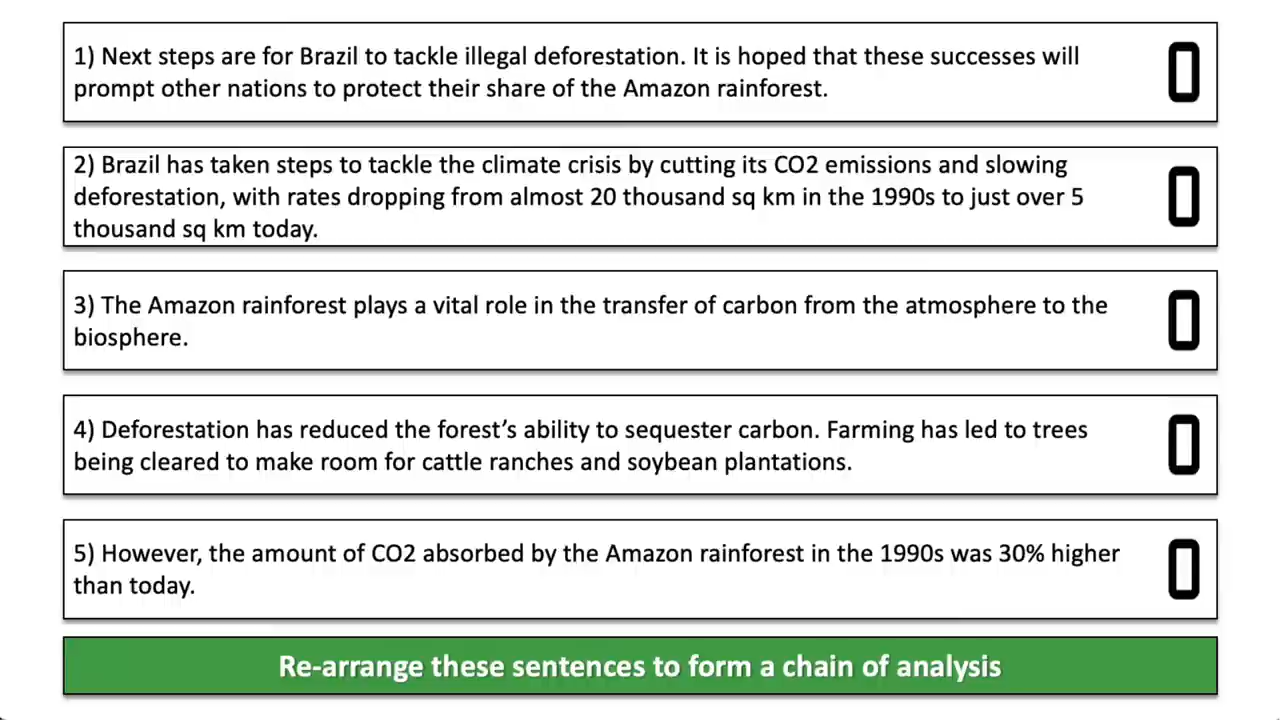 1) Next steps are for Brazil to tackle illegal deforestation. It is hoped that these successes will
prompt other nations to protect their share of the Amazon rainforest.
0
2) Brazil has taken steps to tackle the climate crisis by cutting its CO2 emissions and slowing
deforestation, with rates dropping from almost 20 thousand sq km in the 1990s to just over 5
thousand sq km today.
0
3) The Amazon rainforest plays a vital role in the transfer of carbon from the atmosphere to the
biosphere.
0
4) Deforestation has reduced the forest’s ability to sequester carbon. Farming has led to trees
being cleared to make room for cattle ranches and soybean plantations.
0
5) However, the amount of CO2 absorbed by the Amazon rainforest in the 1990s was 30% higher
than today.
0
Re-arrange these sentences to form a chain of analysis